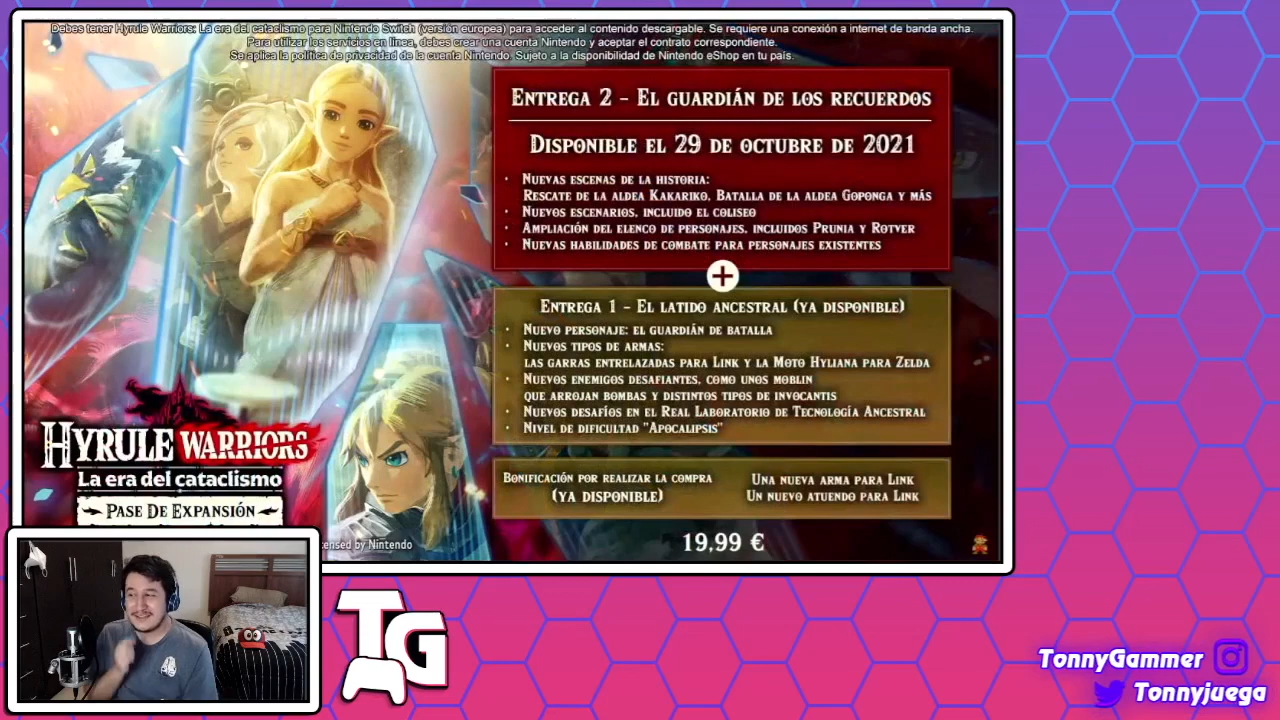 Debes tener Hyrule Warriors: La era del cataclismo para Nintendo Switch (versión europea) para acceder al contenido descargable. Se requiere una conexión a internet de banda ancha.
Para utilizar los servicios en línea, debes crear una cuenta Nintendo y aceptar el contrato correspondiente.
Se aplica la política de privacidad de la cuenta Nintendo. Sujeto a la disponibilidad de Nintendo eShop en tu país.
Entrega 2 - El guardián de los recuerdos
Disponible el 29 de octubre de 2021
· Nuevas escenas de la historia:
Rescate de la aldea Kakariko, Batalla de la aldea Goponga y más
· Nuevos escenarios, incluido el coliseo
· Ampliación del elenco de personajes, incluidos Prunia y Rotver
· Nuevas habilidades de combate para personajes existentes
+
Entrega 1 - El latido ancestral (ya disponible)
· Nuevo personaje: el guardián de batalla
· Nuevos tipos de armas:
las garras entrelazadas para Link y la Moto Hyliana para Zelda
· Nuevos enemigos desafiantes, como unos moblin
que arrojan bombas y distintos tipos de invocantis
· Nuevos desafíos en el Real Laboratorio de Tecnología Ancestral
· Nivel de dificultad "Apocalipsis"
Bonificación por realizar la compra
(ya disponible)
Una nueva arma para Link
Un nuevo atuendo para Link
19,99 €
HYRULE WARRIORS
La era del cataclismo
Pase De Expansión
ensed by Nintendo
TG
TonnyGammer
Tonnyjuega